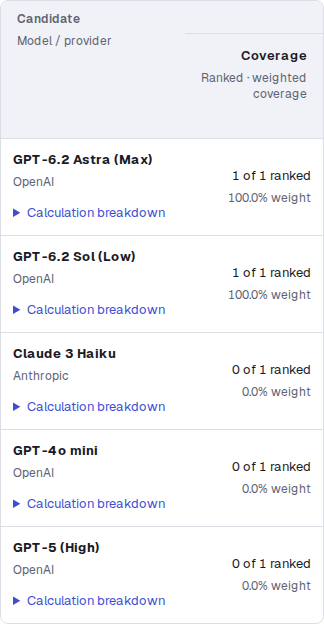 Candidate
Model / provider
Coverage
Ranked · weighted
coverage
GPT-6.2 Astra (Max)
OpenAI
▶ Calculation breakdown
1 of 1 ranked
100.0% weight
GPT-6.2 Sol (Low)
OpenAI
▶ Calculation breakdown
1 of 1 ranked
100.0% weight
Claude 3 Haiku
Anthropic
▶ Calculation breakdown
0 of 1 ranked
0.0% weight
GPT-4o mini
OpenAI
▶ Calculation breakdown
0 of 1 ranked
0.0% weight
GPT-5 (High)
OpenAI
▶ Calculation breakdown
0 of 1 ranked
0.0% weight